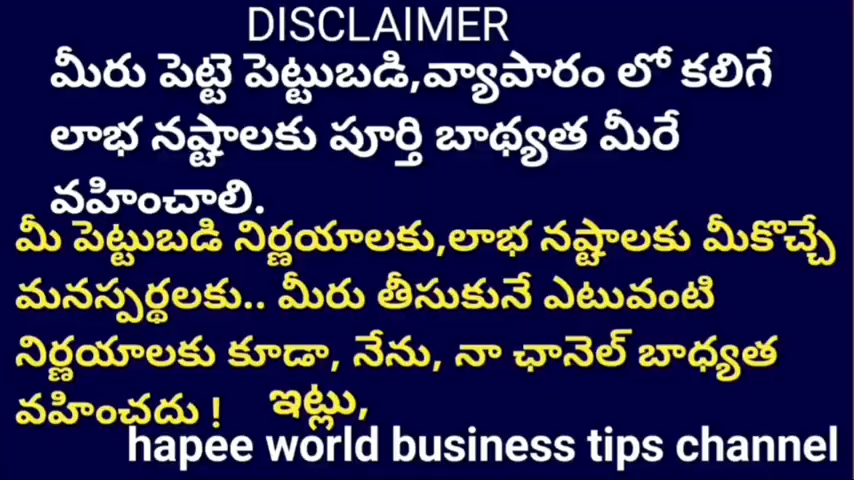 DISCLAIMER
మీరు పెట్టె పెట్టుబడి,వ్యాపారం లో కలిగే
లాభ నష్టాలకు పూర్తి బాథ్యత మీరే
వహించాలి.
మీ పెట్టుబడి నిర్ణయాలకు,లాభ నష్టాలకు మీకొచ్చే
మనస్పర్థలకు.. మీరు తీసుకునే ఎటువంటి
నిర్ణయాలకు కూడా, నేను, నా ఛానెల్ బాధ్యత
వహించదు ! ఇట్లు,
hapee world business tips channel